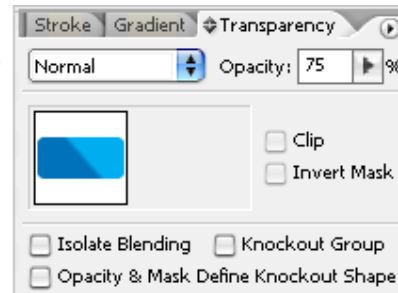 Stroke Gradient Transparency
Normal Opacity: 75 %
Clip
Invert Mask
Isolate Blending Knockout Group
Opacity & Mask Define Knockout Shape